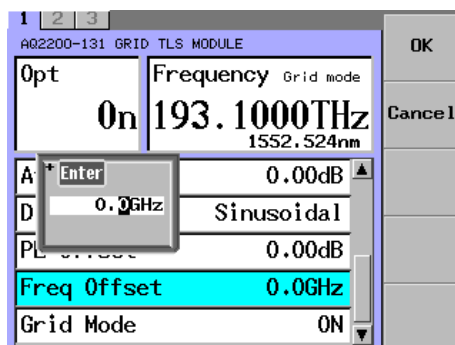 1 2 3
AQ2200-131 GRID TLS MODULE
OK
Opt
Frequency Grid mode
On 193.1000THz
1552.524nm
Cancel
A 0.00dB
+ Enter
0.0GHz
D Sinusoidal
0.00dB
Freq Offset 0.0GHz
Grid Mode ON